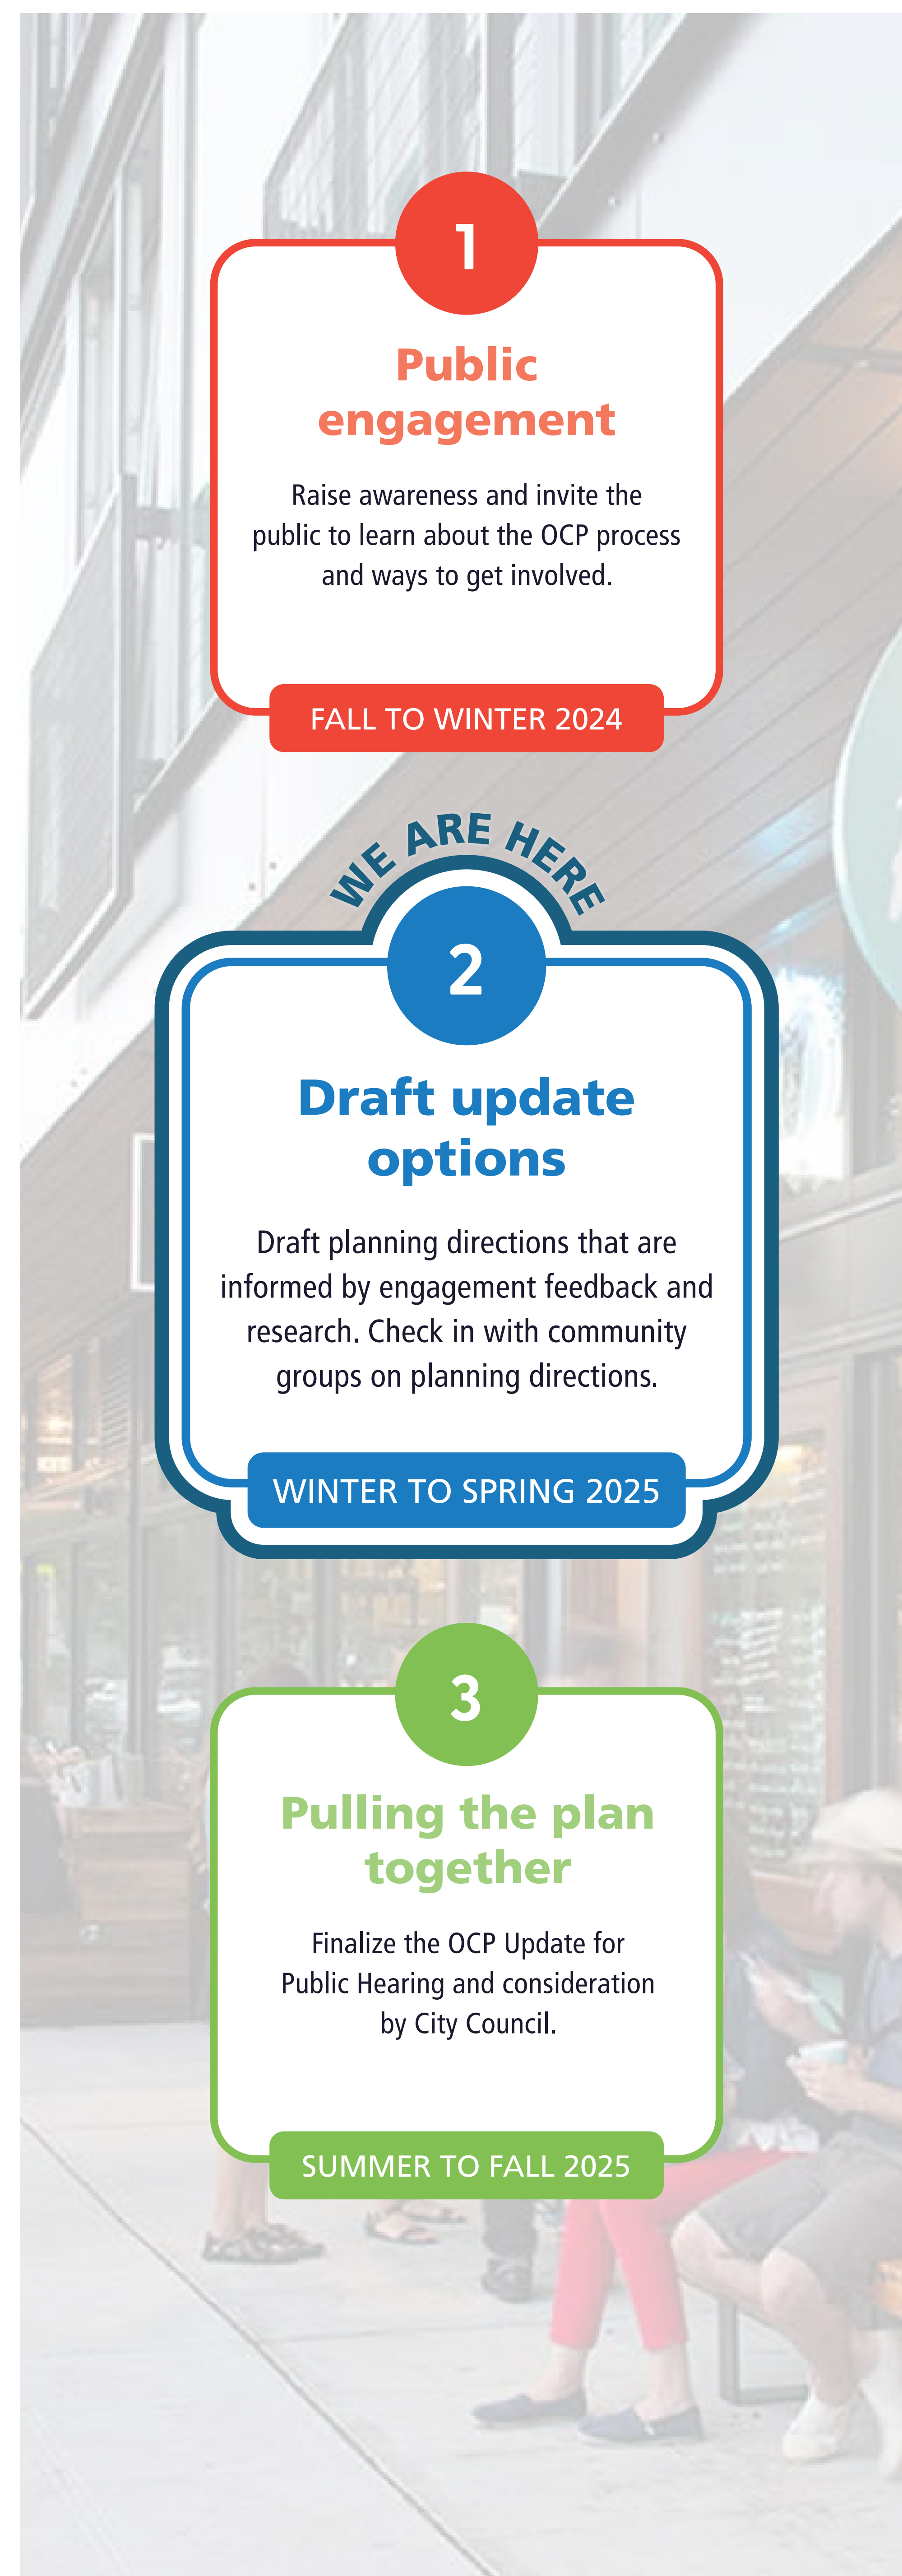 1
Public
engagement
Raise awareness and invite the
public to learn about the OCP process
and ways to get involved.
FALL TO WINTER 2024
WE ARE HERE
2
Draft update
options
Draft planning directions that are
informed by engagement feedback and
research. Check in with community
groups on planning directions.
WINTER TO SPRING 2025
3
Pulling the plan
together
Finalize the OCP Update for
Public Hearing and consideration
by City Council.
SUMMER TO FALL 2025